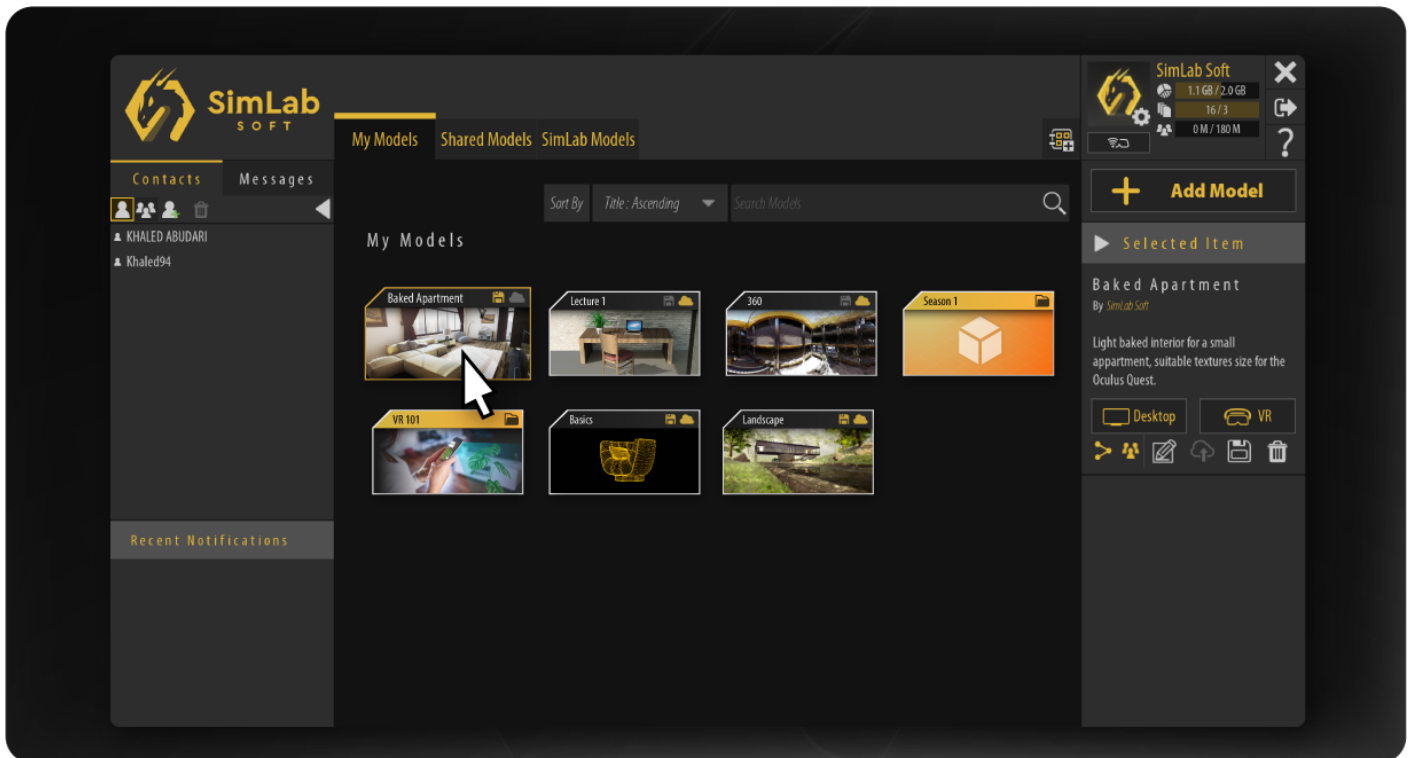 SimLab
SOFT
My Models
Shared Models
SimLab Models
SimLab Soft
1.1 GB / 2.0 GB
16 / 3
0 M / 180 M
?
Contacts
Messages
KHALED ABUDARI
Khaled94
Recent Notifications
Sort By
Title : Ascending
Search Models
My Models
Baked Apartment
Lecture 1
360
Season 1
VR 101
Basics
Landscape
Add Model
Selected Item
Baked Apartment
By SimLab Soft
Light baked interior for a small
appartment, suitable textures size for the
Oculus Quest.
Desktop
VR